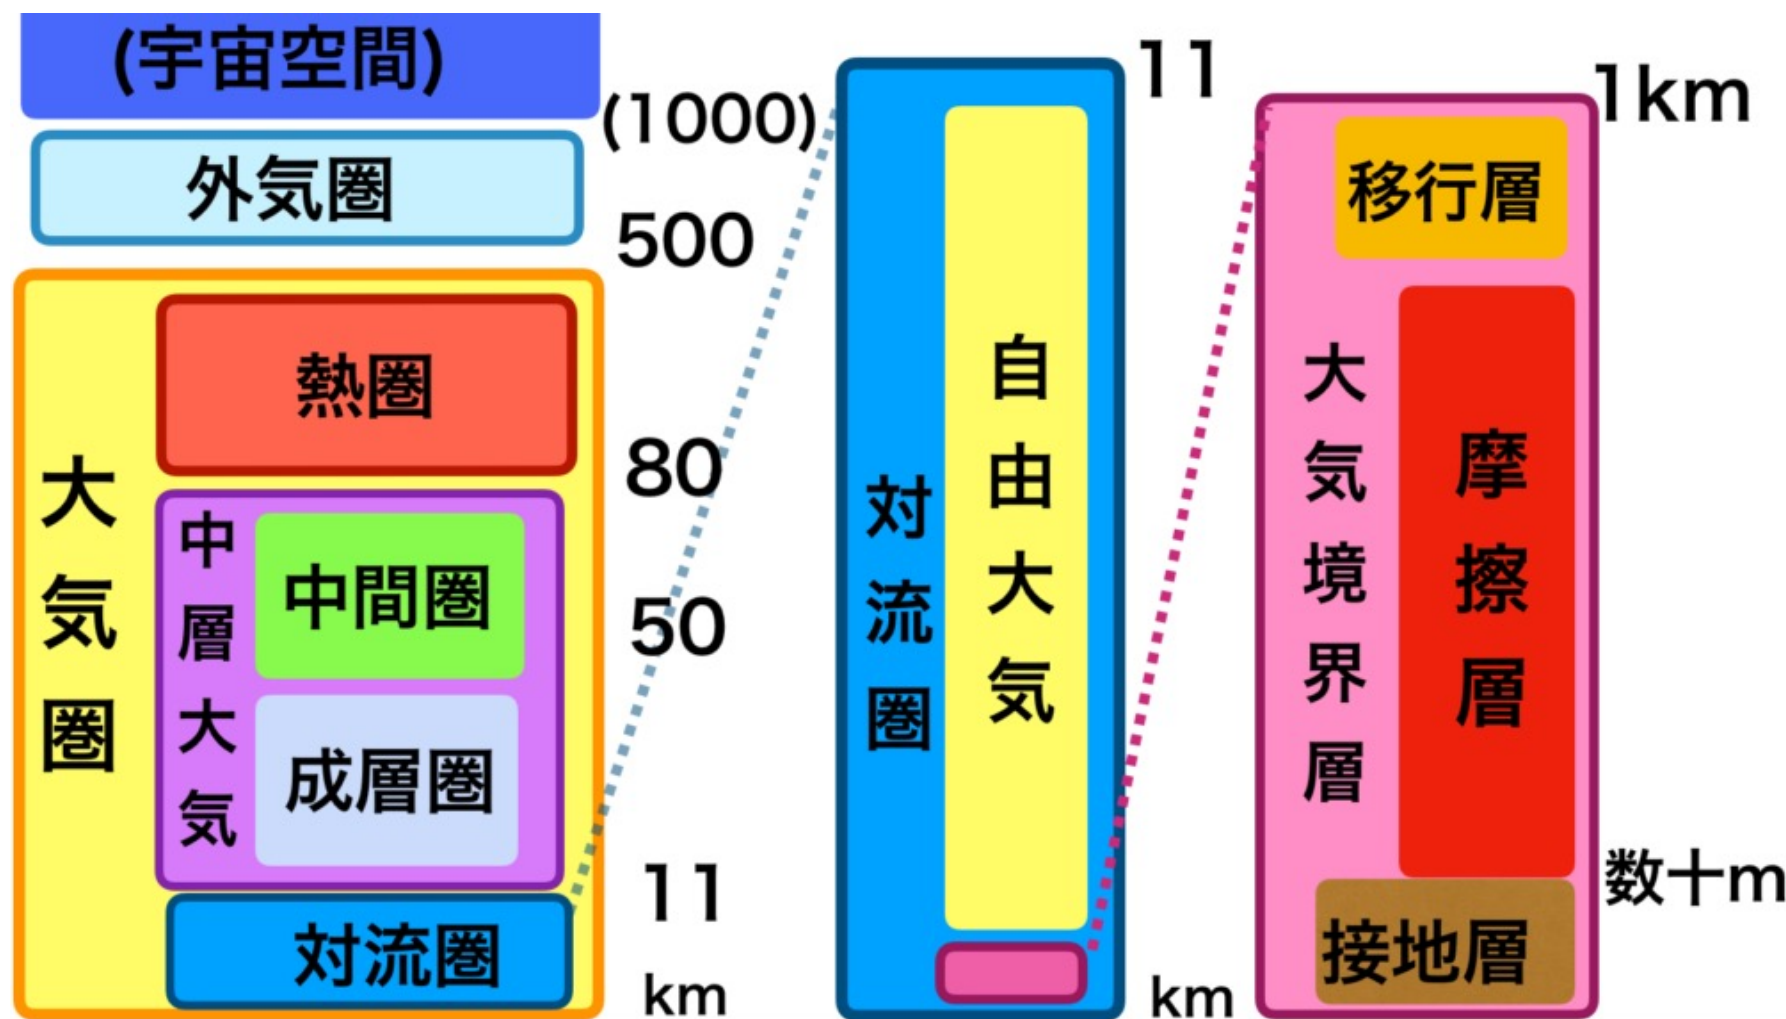 (宇宙空間)
(1000)
外気圏
500
大気圏
熱圏
80
中層大気
中間圏
50
成層圏
11
対流圏
km
11
対流圏
自由大気
km
1km
移行層
大気境界層
摩擦層
数十m
接地層